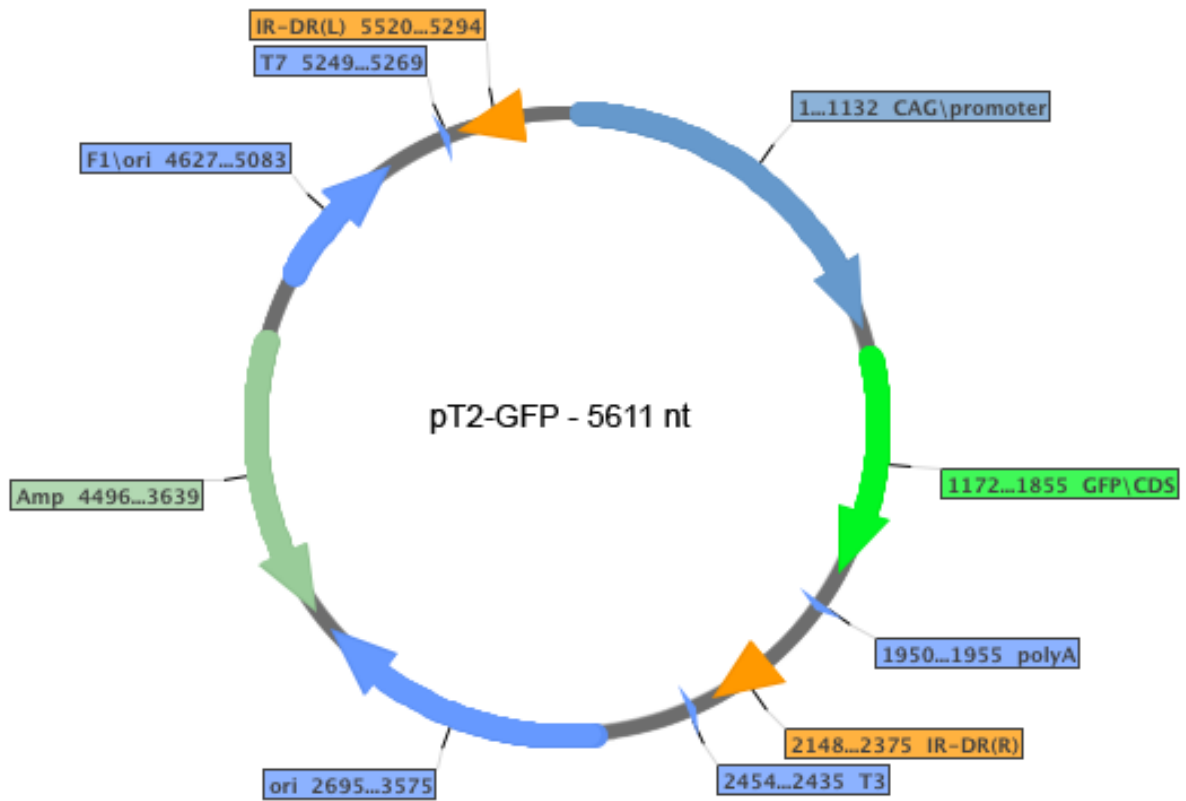 IR-DR(L) 5520...5294
T7 5249...5269
1...1132 CAG\promoter
F1\ori 4627...5083
pT2-GFP - 5611 nt
1172...1855 GFP\CDS
Amp 4496...3639
1950...1955 polyA
2148...2375 IR-DR(R)
ori 2695...3575
2454...2435 T3